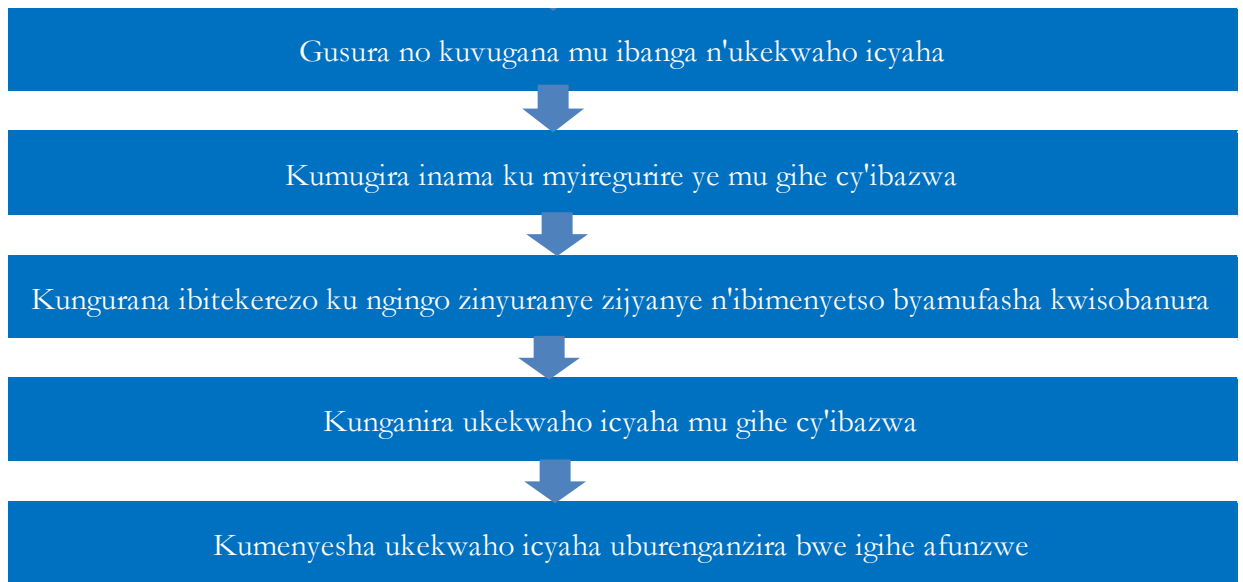 Gusura no kuvugana mu ibanga n'ukekwaho icyaha
Kumugira inama ku myiregurire ye mu gihe cy'ibazwa
Kungurana ibitekerezo ku ngingo zinyuranye zijyanye n'ibimenyetso byamufasha kwisobanura
Kunganira ukekwaho icyaha mu gihe cy'ibazwa
Kumenyesha ukekwaho icyaha uburenganzira bwe igihe afunzwe